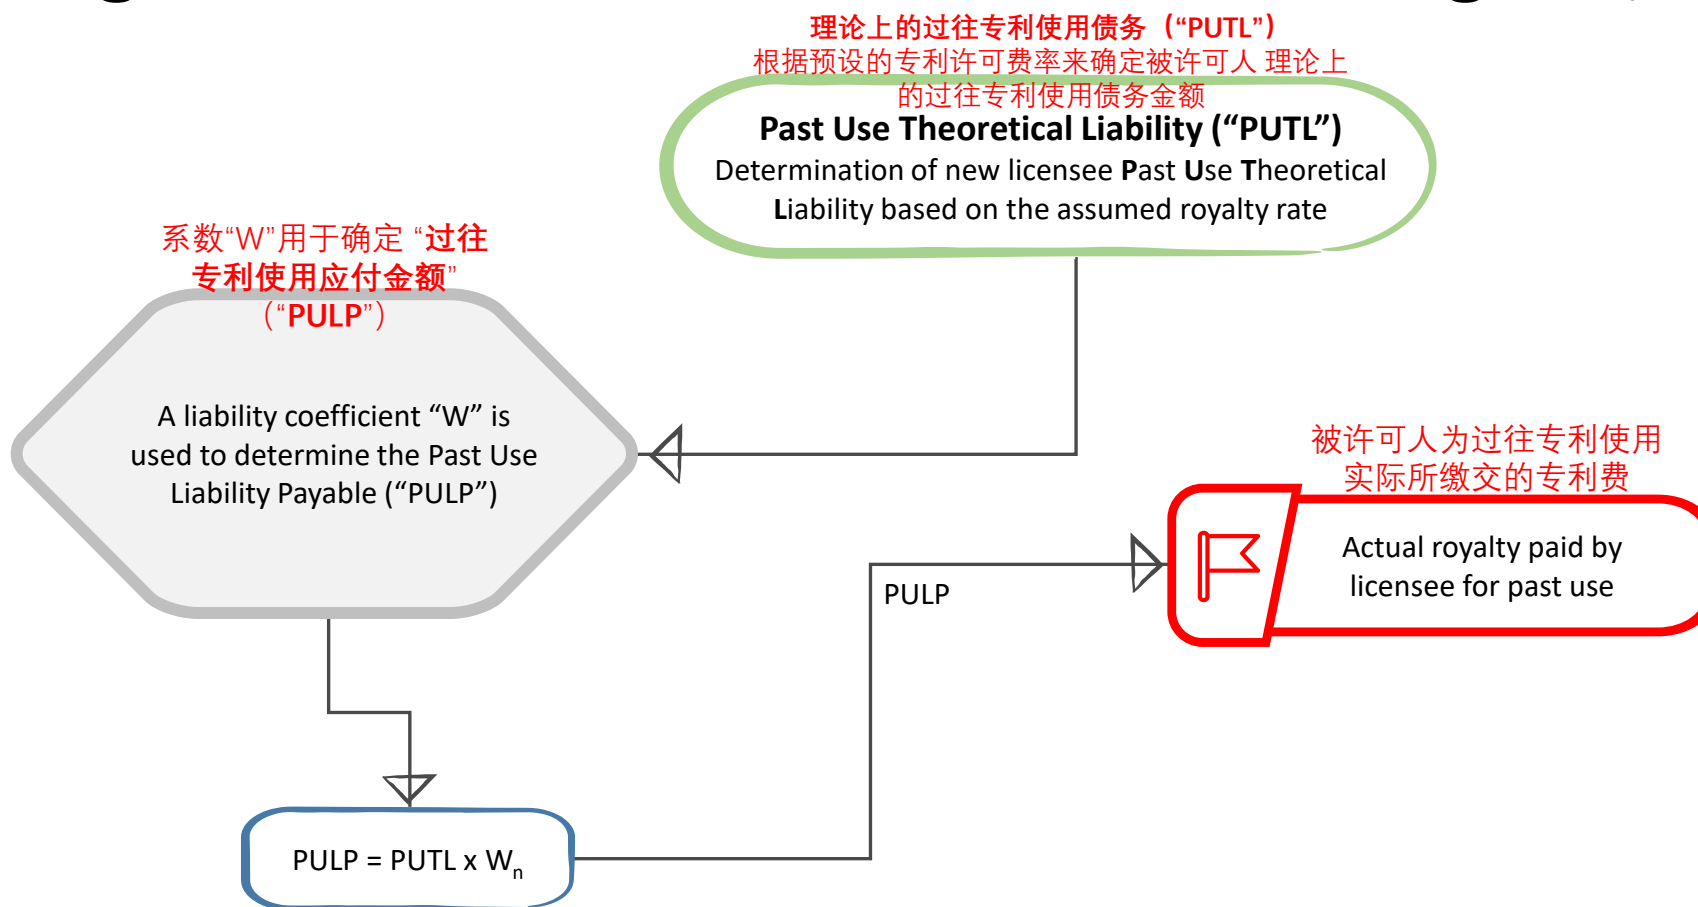 理论上的过往专利使用债务（“PUTL”）
根据预设的专利许可费率来确定被许可人 理论上
的过往专利使用债务金额
Past Use Theoretical Liability (“PUTL”)
Determination of new licensee Past Use Theoretical
Liability based on the assumed royalty rate
系数“W”用于确定 “过往
专利使用应付金额”
（“PULP”）
A liability coefficient “W” is
used to determine the Past Use
Liability Payable (“PULP”)
被许可人为过往专利使用
实际所缴交的专利费
Actual royalty paid by
licensee for past use
PULP
PULP = PUTL x Wn